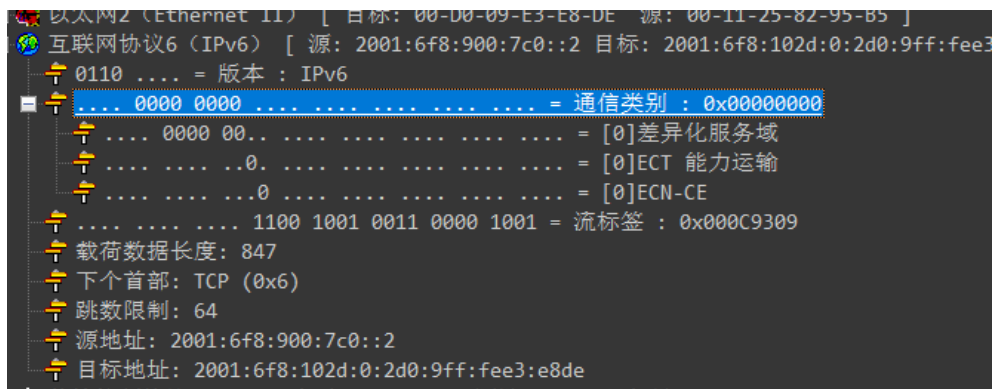 以太网2（Ethernet II） [ 目标: 00-D0-09-E3-E8-DE 源: 00-11-25-82-95-B5 ]
互联网协议6（IPv6） [ 源: 2001:6f8:900:7c0::2 目标: 2001:6f8:102d:0:2d0:9ff:fee3
0110 .... = 版本 : IPv6
.... 0000 0000 .... .... .... .... .... = 通信类别 : 0x00000000
.... 0000 00.. .... .... .... .... .... = [0]差异化服务域
.... .... ..0. .... .... .... .... .... = [0]ECT 能力运输
.... .... ...0 .... .... .... .... .... = [0]ECN-CE
.... .... .... 1100 1001 0011 0000 1001 = 流标签 : 0x000C9309
载荷数据长度: 847
下个首部: TCP (0x6)
跳数限制: 64
源地址: 2001:6f8:900:7c0::2
目标地址: 2001:6f8:102d:0:2d0:9ff:fee3:e8de